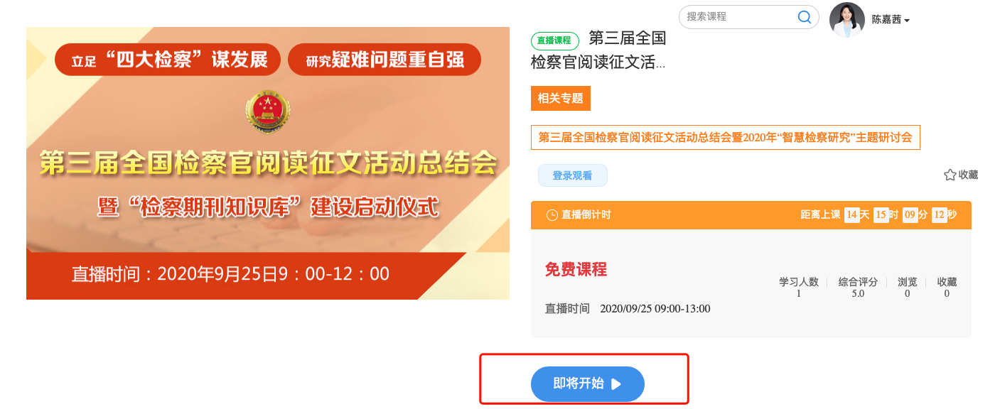 搜索课程
陈嘉茜
立足“四大检察”谋发展
研究疑难问题重自强
第三届全国检察官阅读征文活动总结会
暨“检察期刊知识库”建设启动仪式
直播时间：2020年9月25日9：00-12：00
直播课程 第三届全国
检察官阅读征文活...
相关专题
第三届全国检察官阅读征文活动总结会暨2020年“智慧检察研究”主题研讨会
登录观看
收藏
直播倒计时
距离上课 14天 15时 09分 12秒
免费课程
学习人数 综合评分 浏览 收藏
1 5.0 0 0
直播时间 2020/09/25 09:00-13:00
即将开始